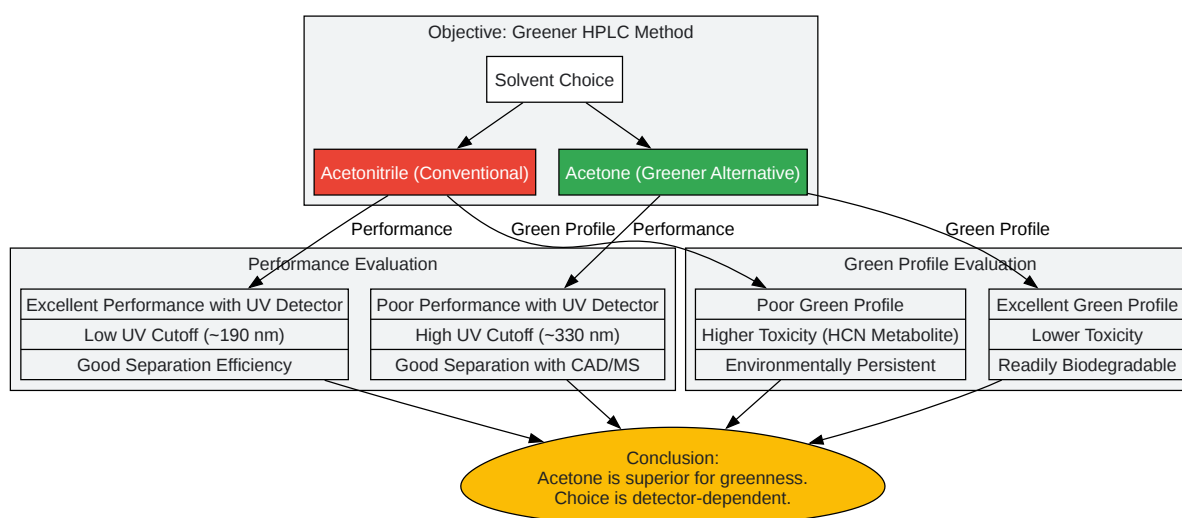 Objective: Greener HPLC Method
Solvent Choice
Acetonitrile (Conventional)
Acetone (Greener Alternative)
Performance
Green Profile
Performance
Green Profile
Performance Evaluation
Green Profile Evaluation
Excellent Performance with UV Detector
Low UV Cutoff (~190 nm)
Good Separation Efficiency
Poor Performance with UV Detector
High UV Cutoff (~330 nm)
Good Separation with CAD/MS
Poor Green Profile
Higher Toxicity (HCN Metabolite)
Environmentally Persistent
Excellent Green Profile
Lower Toxicity
Readily Biodegradable
Conclusion:
Acetone is superior for greenness.
Choice is detector-dependent.